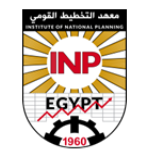 معهد التخطيط القومي
INSTITUTE OF NATIONAL PLANNING
INP
EGYPT
1960